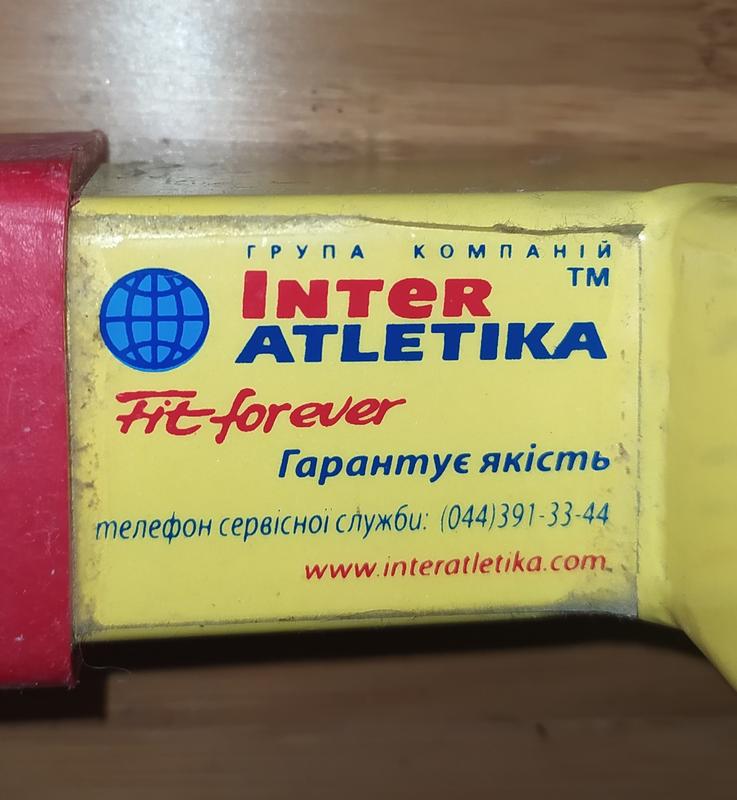 ГРУПА КОМПАНІЙ
INTER TM
ATLETIKA
Fit-forever
Гарантує якість
телефон сервісної служби: (044)391-33-44
www.interatletika.com